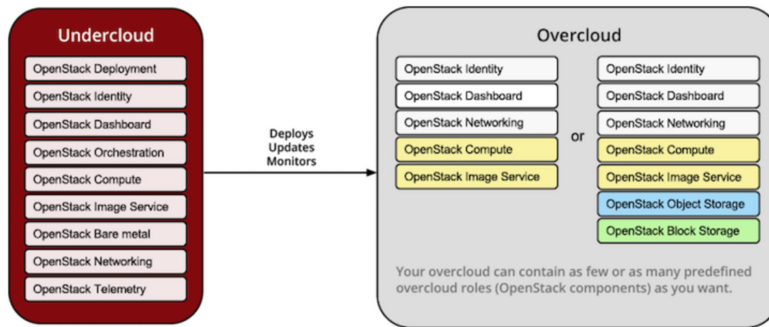 Undercloud
OpenStack Deployment
OpenStack Identity
OpenStack Dashboard
OpenStack Orchestration
OpenStack Compute
OpenStack Image Service
OpenStack Bare metal
OpenStack Networking
OpenStack Telemetry
Deploys
Updates
Monitors
Overcloud
OpenStack Identity
OpenStack Dashboard
OpenStack Networking
OpenStack Compute
OpenStack Image Service
or
OpenStack Identity
OpenStack Dashboard
OpenStack Networking
OpenStack Compute
OpenStack Image Service
OpenStack Object Storage
OpenStack Block Storage
Your overcloud can contain as few or as many predefined
overcloud roles (OpenStack components) as you want.